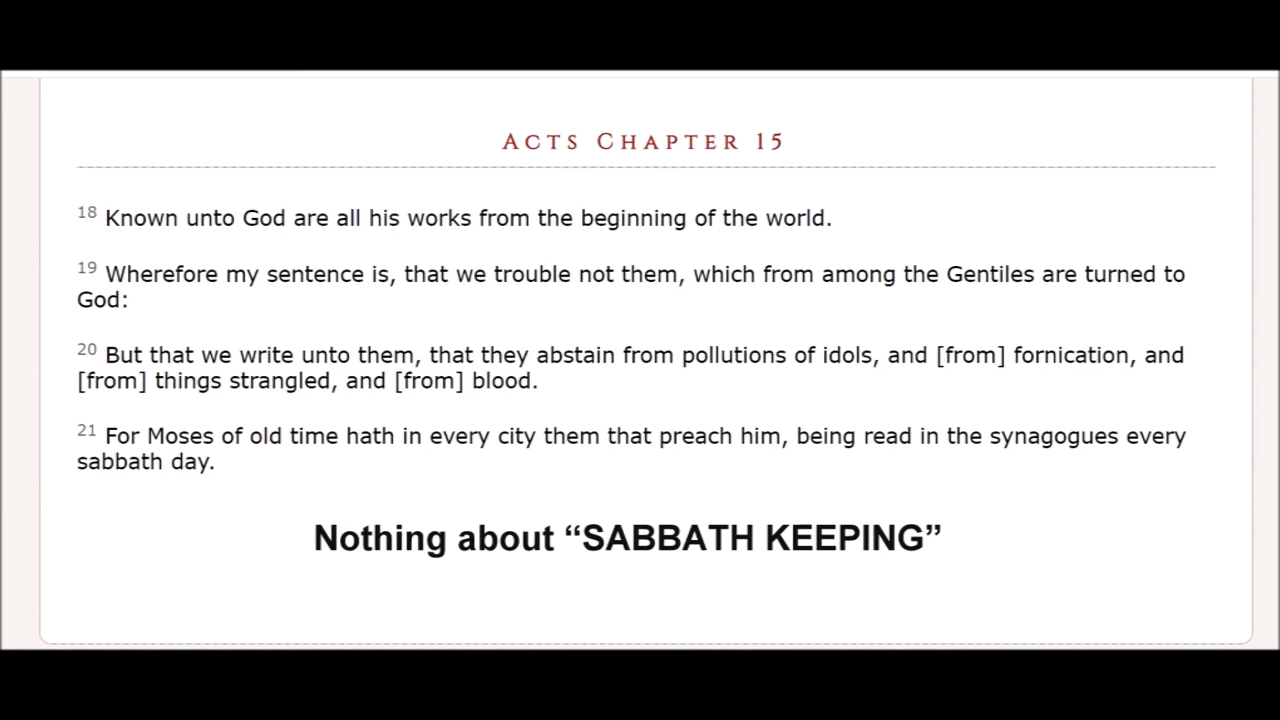 Acts Chapter 15
18 Known unto God are all his works from the beginning of the world.
19 Wherefore my sentence is, that we trouble not them, which from among the Gentiles are turned to
God:
20 But that we write unto them, that they abstain from pollutions of idols, and [from] fornication, and
[from] things strangled, and [from] blood.
21 For Moses of old time hath in every city them that preach him, being read in the synagogues every
sabbath day.
Nothing about “SABBATH KEEPING”